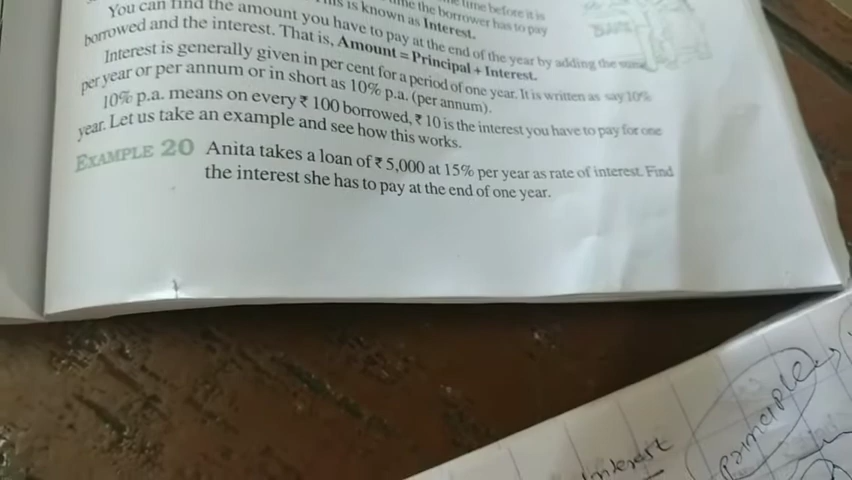 time before it is
This is known as Interest.
time the borrower has to pay
You can find the amount you have to pay at the end of the year by adding the sum
borrowed and the interest. That is, Amount = Principal + Interest.
Interest is generally given in per cent for a period of one year. It is written as say 10%
per year or per annum or in short as 10% p.a. (per annum).
10% p.a. means on every ₹ 100 borrowed, ₹ 10 is the interest you have to pay for one
year. Let us take an example and see how this works.
EXAMPLE 20 Anita takes a loan of ₹ 5,000 at 15% per year as rate of interest. Find
the interest she has to pay at the end of one year.
Interest
principle